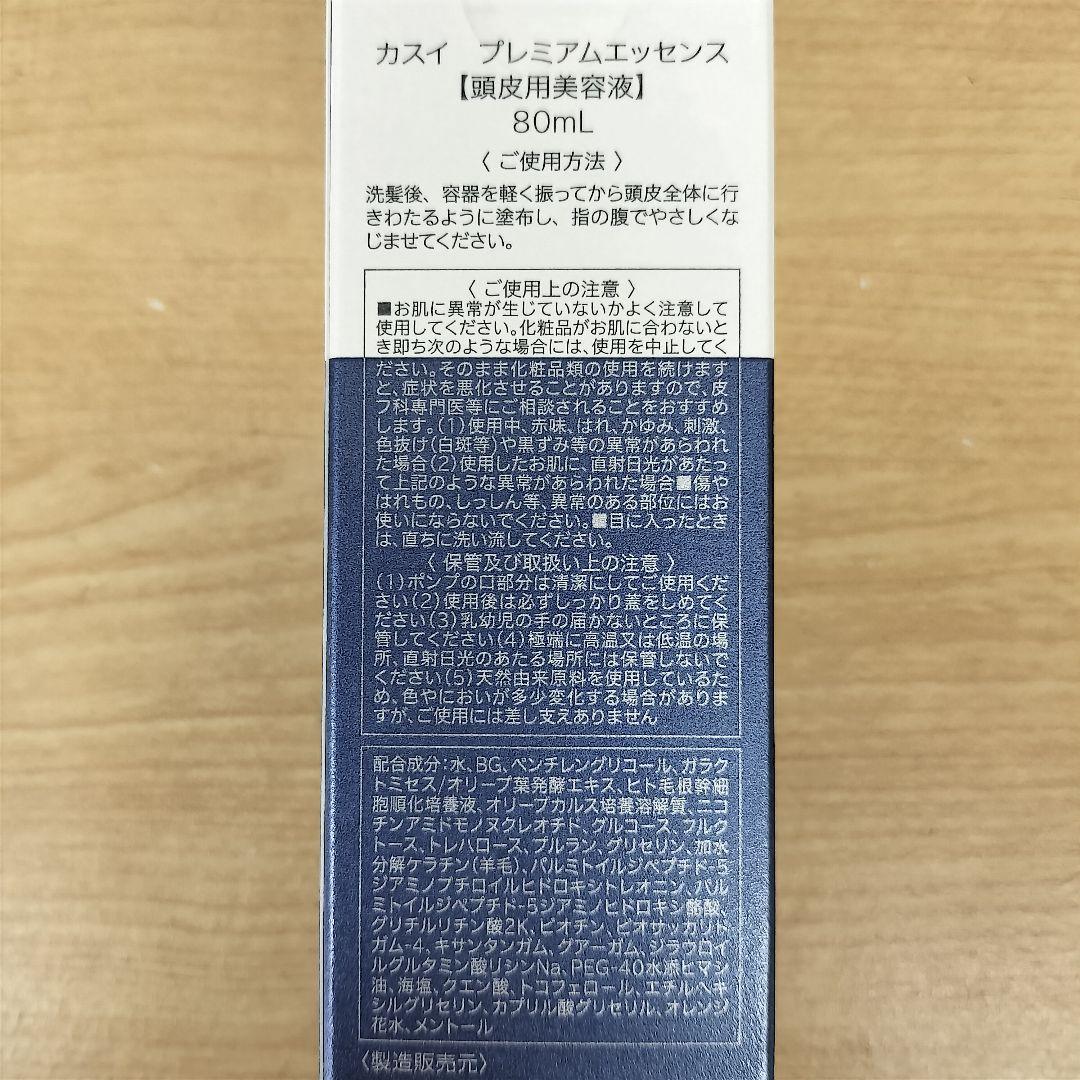 カスイ　プレミアムエッセンス
【頭皮用美容液】
80mL
〈 ご使用方法 〉
洗髪後、容器を軽く振ってから頭皮全体に行
きわたるように塗布し、指の腹でやさしくな
じませてください。
〈 ご使用上の注意 〉
■お肌に異常が生じていないかよく注意して
使用してください。化粧品がお肌に合わないと
き即ち次のような場合には、使用を中止してく
ださい。そのまま化粧品類の使用を続けます
と、症状を悪化させることがありますので、皮
フ科専門医等にご相談されることをおすすめ
します。(1)使用中、赤味、はれ、かゆみ、刺激、
色抜け(白斑等)や黒ずみ等の異常があらわれ
た場合(2)使用したお肌に、直射日光があたっ
て上記のような異常があらわれた場合■傷や
はれもの、しっしん等、異常のある部位にはお
使いにならないでください。■目に入ったとき
は、直ちに洗い流してください。
〈 保管及び取扱い上の注意 〉
(1)ポンプの口部分は清潔にしてご使用くだ
さい(2)使用後は必ずしっかり蓋をしめてく
ださい(3)乳幼児の手の届かないところに保
管してください(4)極端に高温又は低温の場
所、直射日光のあたる場所には保管しないで
ください(5)天然由来原料を使用しているた
め、色やにおいが多少変化する場合がありま
すが、ご使用には差し支えありません
配合成分：水、BG、ペンチレングリコール、ガラク
トミセス/オリーブ葉発酵エキス、ヒト毛根幹細
胞順化培養液、オリーブカルス培養溶解質、ニコ
チンアミドモノヌクレオチド、グルコース、フルク
トース、トレハロース、プルラン、グリセリン、加水
分解ケラチン(羊毛)、パルミトイルジペプチド-5
ジアミノブチロイルヒドロキシトレオニン、パル
ミトイルジペプチド-5ジアミノヒドロキシ酪酸、
グリチルリチン酸2K、ビオチン、ビオサッカリド
ガム-4、キサンタンガム、グアーガム、ジラウロイ
ルグルタミン酸リシンNa、PEG-40水添ヒマシ
油、海塩、クエン酸、トコフェロール、エチルヘキ
シルグリセリン、カプリル酸グリセリル、オレンジ
花水、メントール
〈製造販売元〉